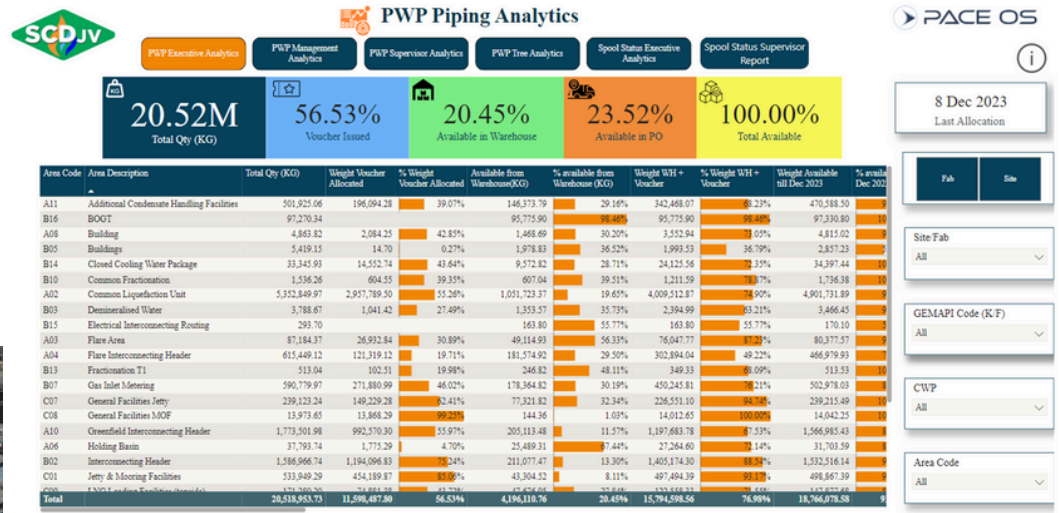 SCDJV
PWP Piping Analytics
PACE OS
PWP Executive Analytics
PWP Management
Analytics
PWP Supervisor Analytics
PWP Tree Analytics
Spool Status Executive
Analytics
Spool Status Supervisor
Report
KG
20.52M
Total Qty (KG)
56.53%
Voucher Issued
20.45%
Available in Warehouse
23.52%
Available in PO
100.00%
Total Available
8 Dec 2023
Last Allocation
Fab
Site
Site/Fab
All
GEMAPI Code (K/F)
All
CWP
All
Area Code
All
Area Code Area Description Total Qty (KG) Weight Voucher Allocated % Weight Voucher Allocated Available from Warehouse(KG) % available from Warehouse (KG) Weight WH + Voucher % Weight WH + Voucher Weight Available till Dec 2023
A11 Additional Condensate Handling Facilities 501,925.06 196,094.28 39.07% 146,373.79 29.16% 342,468.07 68.23% 470,588.50
B16 BOGT 97,270.34 95,775.90 98.46% 95,775.90 98.46% 97,330.80
A08 Building 4,863.82 2,084.25 42.85% 1,468.69 30.20% 3,552.94 73.05% 4,815.02
B05 Buildings 5,419.15 14.70 0.27% 1,978.83 36.52% 1,993.53 36.79% 2,857.23
B14 Closed Cooling Water Package 33,345.93 14,552.74 43.64% 9,572.82 28.71% 24,125.56 72.35% 34,397.44
B10 Common Fractionation 1,536.26 604.55 39.35% 607.04 39.51% 1,211.59 78.87% 1,736.38
A02 Common Liquefaction Unit 5,352,849.97 2,957,789.50 55.26% 1,051,723.37 19.65% 4,009,512.87 74.90% 4,901,731.89
B03 Demineralised Water 3,788.67 1,041.42 27.49% 1,353.57 35.73% 2,394.99 63.21% 3,466.45
B15 Electrical Interconnecting Routing 293.70 163.80 55.77% 163.80 55.77% 170.10
A03 Flare Area 87,184.37 26,932.84 30.89% 49,114.93 56.33% 76,047.77 87.23% 80,377.57
A04 Flare Interconnecting Header 615,449.12 121,319.12 19.71% 181,574.92 29.50% 302,894.04 49.22% 466,979.93
B13 Fractionation T1 513.04 102.51 19.98% 246.82 48.11% 349.33 68.09% 513.53
B07 Gas Inlet Metering 590,779.97 271,880.99 46.02% 178,364.82 30.19% 450,245.81 76.21% 502,978.03
C07 General Facilities Jetty 239,123.24 149,229.28 62.41% 77,321.82 32.34% 226,551.10 94.74% 239,215.49
C08 General Facilities MOF 13,973.65 13,868.29 99.25% 144.36 1.03% 14,012.65 100.00% 14,042.25
A10 Greenfield Interconnecting Header 1,773,501.98 992,570.30 55.97% 205,113.48 11.57% 1,197,683.78 67.53% 1,566,985.43
A06 Holding Basin 37,793.74 1,775.29 4.70% 25,489.31 67.44% 27,264.60 72.14% 31,703.59
B02 Interconnecting Header 1,586,966.74 1,194,096.83 75.24% 211,077.47 13.30% 1,405,174.30 88.54% 1,532,516.14
C01 Jetty & Mooring Facilities 533,949.29 454,189.87 85.06% 43,304.52 8.11% 497,494.39 93.17% 498,867.39
Total 20,518,953.73 11,598,487.80 56.53% 4,196,110.76 20.45% 15,794,598.56 76.98% 18,766,078.58